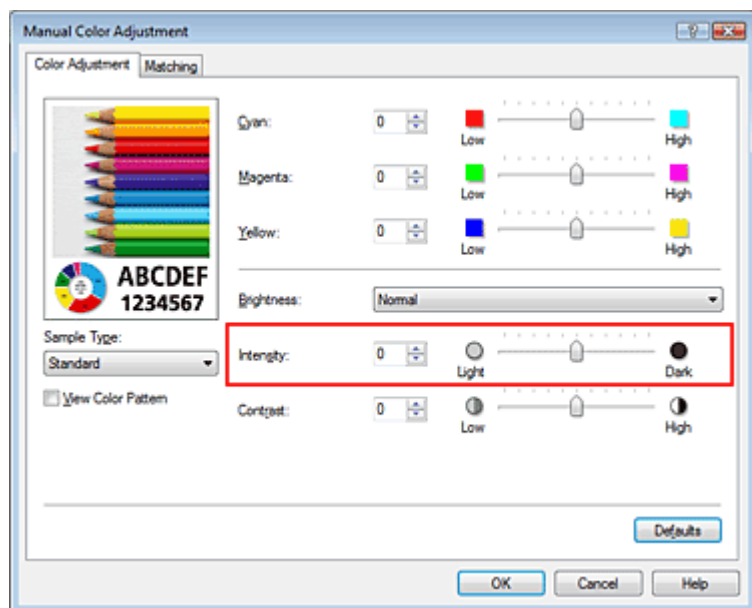 Manual Color Adjustment
Color Adjustment Matching
Cyan: 0 Low High
Magenta: 0 Low High
Yellow: 0 Low High
ABCDEF
1234567
Brightness: Normal
Sample Type:
Standard
Intensity: 0 Light Dark
View Color Pattern
Contrast: 0 Low High
Defaults
OK Cancel Help